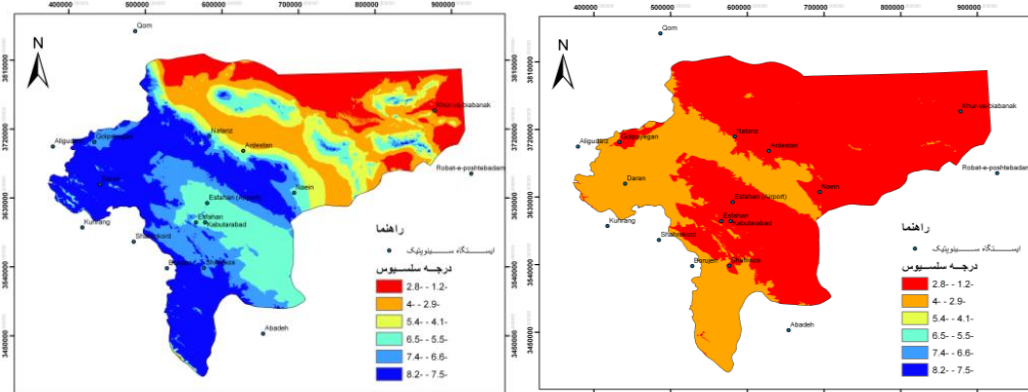 400000 500000 600000 700000 800000 900000
Qom
N
3810000
3720000
3630000
3540000
3450000
Khur-va-biabanak
Natanz
Aligudarz
Golpayegan
Ardestan
Robat-e-poshtebadam
Daran
Naein
Esfahan (Airport)
Esfahan
Kabutarabad
Kuhrang
Shahrekord
Borujen
Shahreza
Abadeh
راهنما
ایستگاه سینوپتیک
درجه سلسیوس
2.8- - 1.2-
4- - 2.9-
5.4- - 4.1-
6.5- - 5.5-
7.4- - 6.6-
8.2- - 7.5-
400000 500000 600000 700000 800000 900000
Qom
N
3810000
3720000
3630000
3540000
3450000
Khur-va-biabanak
Natanz
Aligudarz
Golpayegan
Ardestan
Robat-e-poshtebadam
Daran
Naein
Esfahan (Airport)
Esfahan
Kabutarabad
Kuhrang
Shahrekord
Borujen
Shahreza
Abadeh
راهنما
ایستگاه سینوپتیک
درجه سلسیوس
2.8- - 1.2-
4- - 2.9-
5.4- - 4.1-
6.5- - 5.5-
7.4- - 6.6-
8.2- - 7.5-